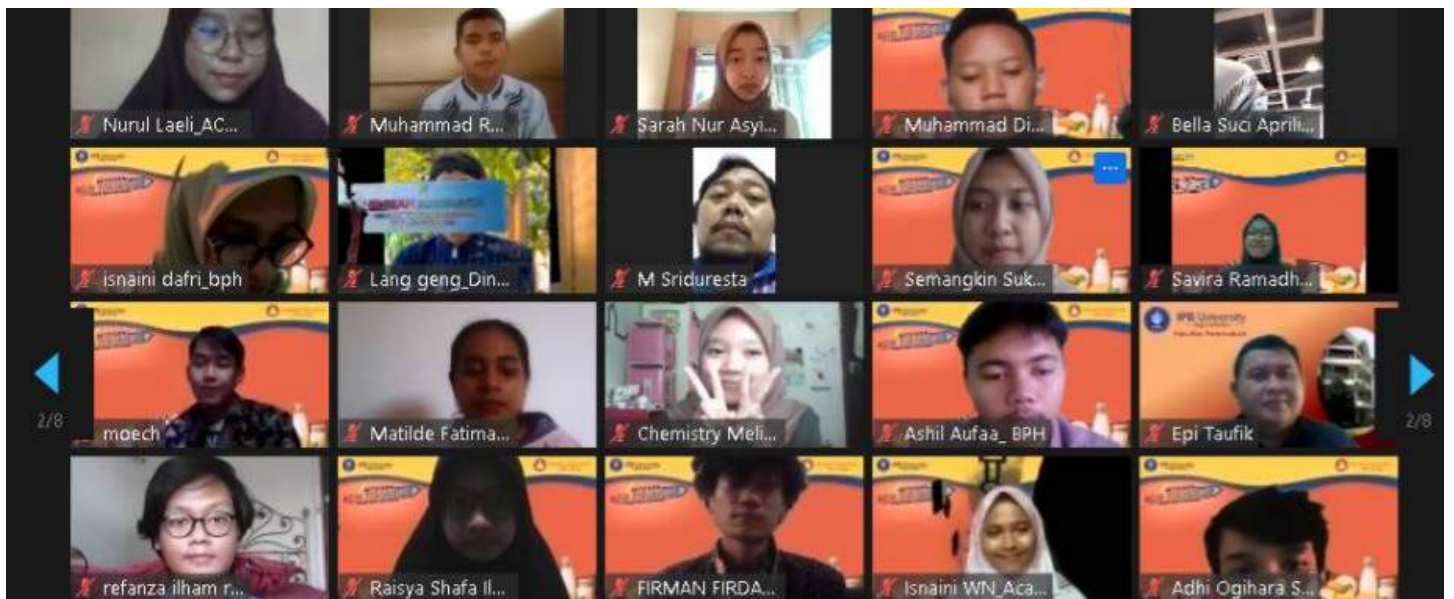 Nurul Laeli_AC...
Muhammad R...
Sarah Nur Asyi...
Muhammad Di...
Bella Suci Aprili...
isnaini dafri_bph
Lang geng_Din...
M Sriduresta
Semangkin Suk...
Savira Ramadh...
moech
Matilde Fatima...
Chemistry Meli...
Ashil Aufaa_ BPH
IPB University
Epi Taufik
2/8
2/8
refanza ilham r...
Raisya Shafa Il...
FIRMAN FIRDA...
Isnaini WN_Aca...
Adhi Ogihara S...